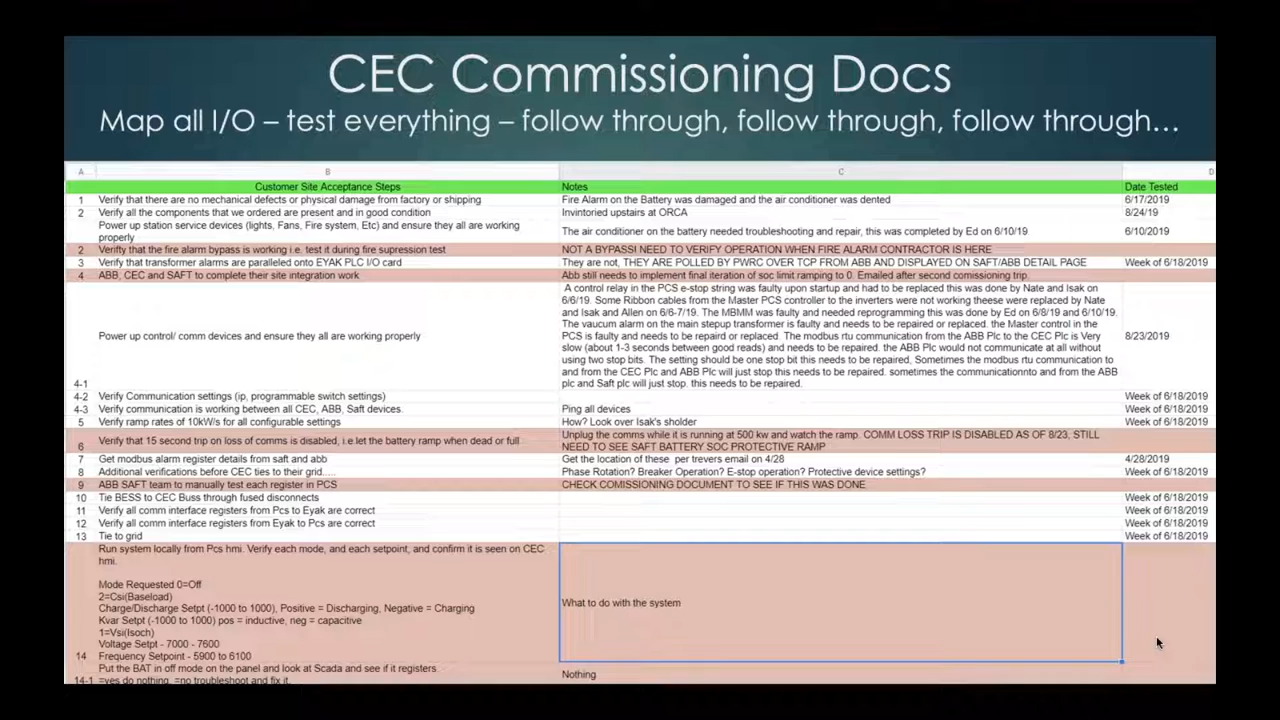 CEC Commissioning Docs
Map all I/O – test everything – follow through, follow through, follow through…
A B C D
Customer Site Acceptance Steps Notes Date Tested
1 Verify that there are no mechanical defects or physical damage from factory or shipping Fire Alarm on the Battery was damaged and the air conditioner was dented 6/17/2019
2 Verify all the components that we ordered are present and in good condition Invintoried upstairs at ORCA 8/24/19
Power up station service devices (lights, Fans, Fire system, Etc) and ensure they all are working
properly The air conditioner on the battery needed troubleshooting and repair, this was completed by Ed on 6/10/19 6/10/2019
2 Verifty that the fire alarm bypass is working i.e. test it during fire supression test NOT A BYPASS! NEED TO VERIFY OPERATION WHEN FIRE ALARM CONTRACTOR IS HERE
3 Verify that transformer alarms are paralleled onto EYAK PLC I/O card They are not, THEY ARE POLLED BY PWRC OVER TCP FROM ABB AND DISPLAYED ON SAFT/ABB DETAIL PAGE Week of 6/18/2019
4 ABB, CEC and SAFT to complete their site integration work Abb still needs to implement final iteration of soc limit ramping to 0. Emailed after second comissioning trip.
A control relay in the PCS e-stop string was faulty upon startup and had to be replaced this was done by Nate and Isak on
6/6/19. Some Ribbon cables from the Master PCS controller to the inverters were not working theese were replaced by Nate
and Isak and Allen on 6/6-7/19. The MBMM was faulty and needed reprogramming this was done by Ed on 6/8/19 and 6/10/19.
The vaucum alarm on the main stepup transformer is faulty and needs to be repaired or replaced. the Master control in the
PCS is faulty and needs to be repaird or replaced. The modbus rtu communication from the ABB Plc to the CEC Plc is Very
slow (about 1-3 seconds between good reads) and needs to be repaired. the ABB Plc would not communicate at all without
using two stop bits. The setting should be one stop bit this needs to be repaired, Sometimes the modbus rtu communication to
and from the CEC Plc and ABB Plc will just stop this needs to be repaired. sometimes the communicationto and from the ABB
plc and Saft plc will just stop. this needs to be repaired.
4-1 Power up control/ comm devices and ensure they all are working properly 8/23/2019
4-2 Verify Communication settings (ip, programmable switch settings) Week of 6/18/2019
4-3 Verify communication is working between all CEC, ABB, Saft devices. Ping all devices Week of 6/18/2019
5 Verify ramp rates of 10kW/s for all configurable settings How? Look over Isak's sholder Week of 6/18/2019
6 Verify that 15 second trip on loss of comms is disabled, i.e.let the battery ramp when dead or full Unplug the comms while it is running at 500 kw and watch the ramp. COMM LOSS TRIP IS DISABLED AS OF 8/23, STILL
NEED TO SEE SAFT BATTERY SOC PROTECTIVE RAMP
7 Get modbus alarm register details from saft and abb Get the location of these per trevers email on 4/28 4/28/2019
8 Additional verifications before CEC ties to their grid..... Phase Rotation? Breaker Operation? E-stop operation? Protective device settings? Week of 6/18/2019
9 ABB SAFT team to manually test each register in PCS CHECK COMISSIONING DOCUMENT TO SEE IF THIS WAS DONE
10 Tie BESS to CEC Buss through fused disconnects Week of 6/18/2019
11 Verify all comm interface registers from Pcs to Eyak are correct Week of 6/18/2019
12 Verify all comm interface registers from Eyak to Pcs are correct Week of 6/18/2019
13 Tie to grid Week of 6/18/2019
Run system locally from Pcs hmi. Verify each mode, and each setpoint, and confirm it is seen on CEC
hmi.
Mode Requested 0=Off
2=Csi(Baseload)
Charge/Discharge Setpt (-1000 to 1000), Positive = Discharging, Negative = Charging What to do with the system
Kvar Setpt (-1000 to 1000) pos = inductive, neg = capacitive
1=Vsi(Isoch)
Voltage Setpt - 7000 - 7600
14 Frequency Setpoint - 5900 to 6100
Put the BAT in off mode on the panel and look at Scada and see if it registers
14-1 =yes do nothing, =no troubleshoot and fix it. Nothing